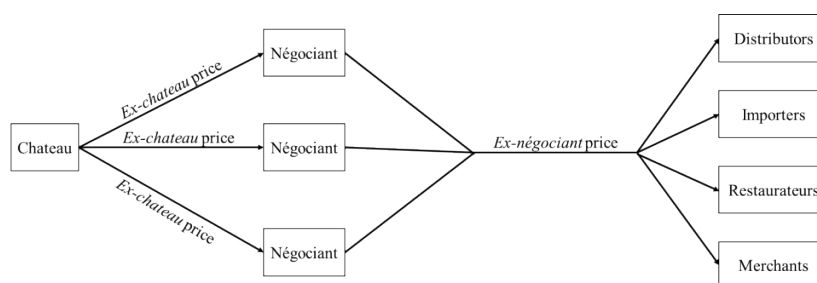 Chateau
Ex-chateau price
Ex-chateau price
Ex-chateau price
Négociant
Négociant
Négociant
Ex-négociant price
Distributors
Importers
Restaurateurs
Merchants